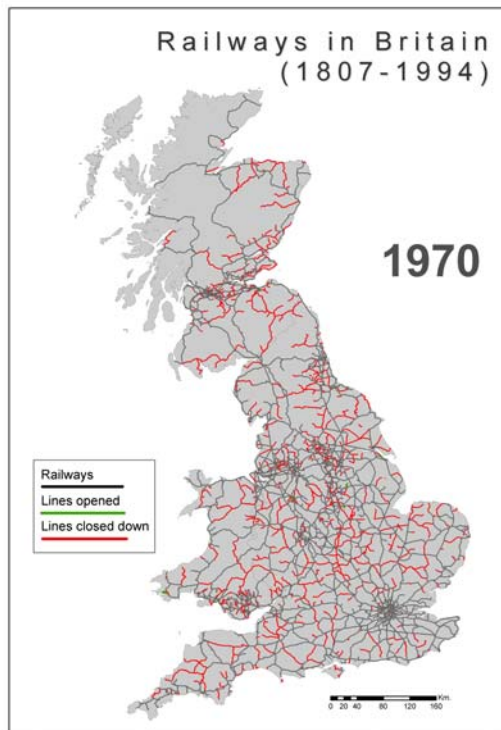 Railways in Britain
(1807-1994)
1970
Railways
Lines opened
Lines closed down
Km.
0 20 40 80 120 160